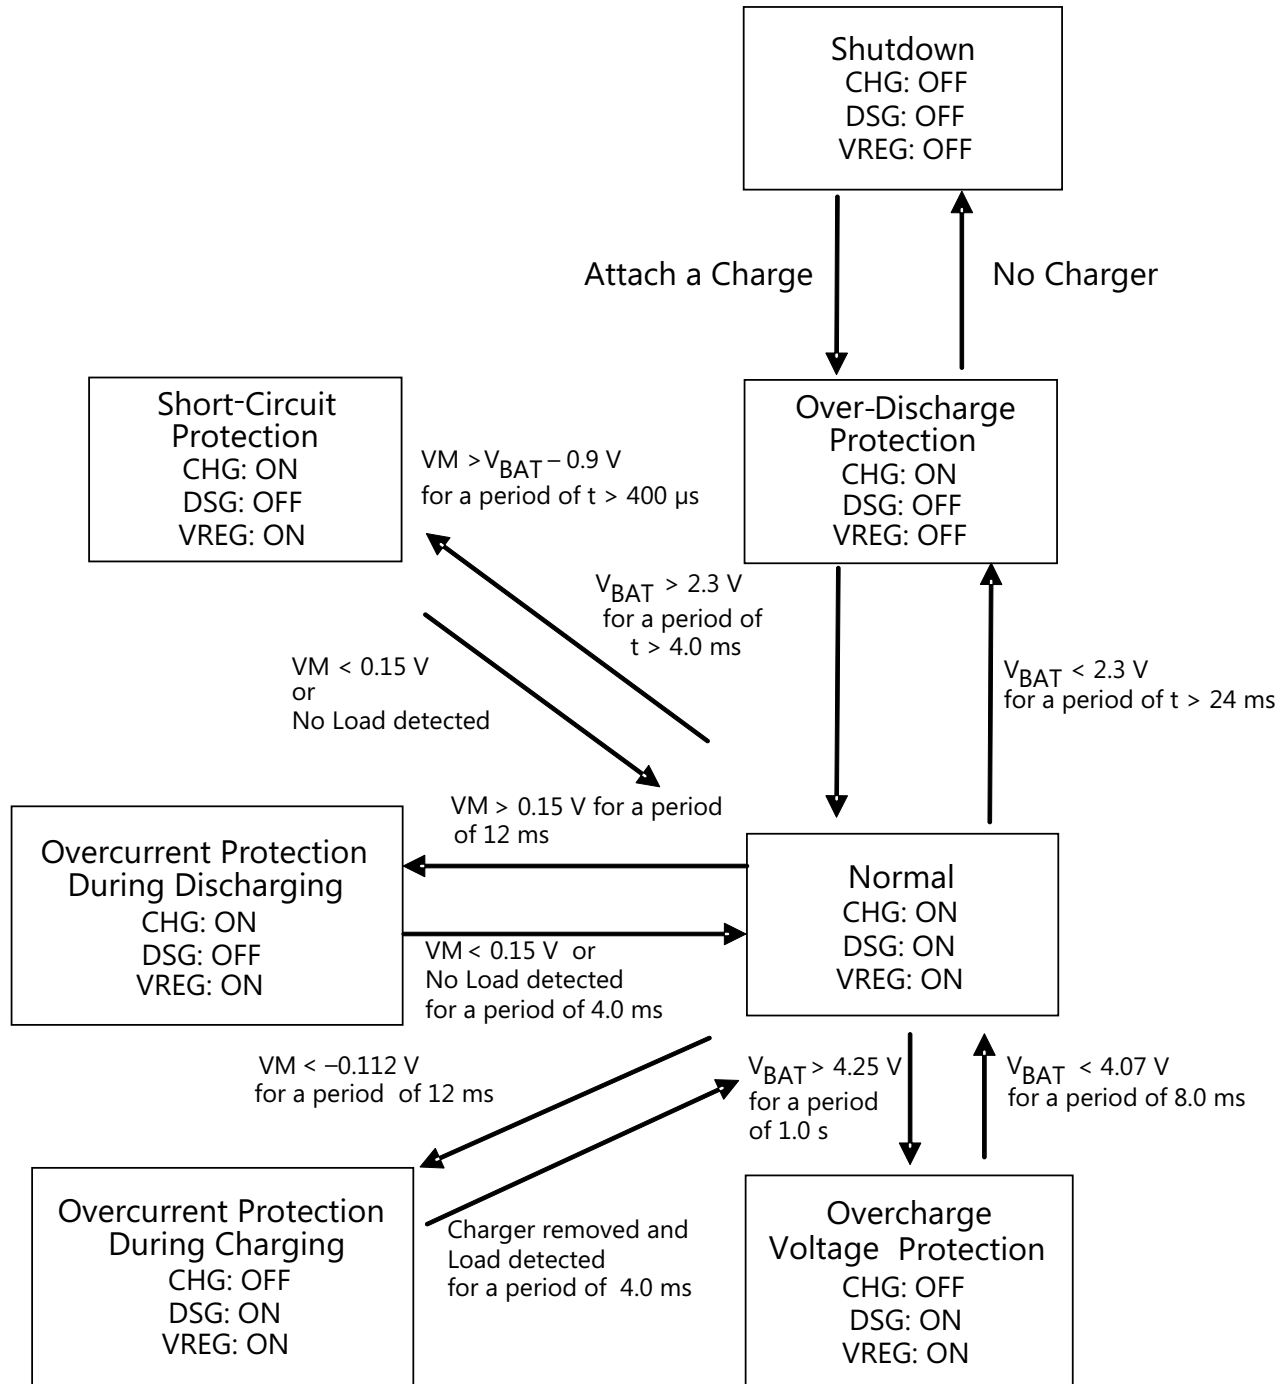 Shutdown
CHG: OFF
DSG: OFF
VREG: OFF
Attach a Charge
No Charger
Short-Circuit
Protection
CHG: ON
DSG: OFF
VREG: ON
VM > VBAT – 0.9 V
for a period of t > 400 μs
Over-Discharge
Protection
CHG: ON
DSG: OFF
VREG: OFF
VBAT > 2.3 V
for a period of
t > 4.0 ms
VM < 0.15 V
or
No Load detected
VBAT < 2.3 V
for a period of t > 24 ms
VM > 0.15 V for a period
of 12 ms
Overcurrent Protection
During Discharging
CHG: ON
DSG: OFF
VREG: ON
Normal
CHG: ON
DSG: ON
VREG: ON
VM < 0.15 V or
No Load detected
for a period of 4.0 ms
VM < –0.112 V
for a period of 12 ms
VBAT > 4.25 V
for a period
of 1.0 s
VBAT < 4.07 V
for a period of 8.0 ms
Overcurrent Protection
During Charging
CHG: OFF
DSG: ON
VREG: ON
Charger removed and
Load detected
for a period of 4.0 ms
Overcharge
Voltage Protection
CHG: OFF
DSG: ON
VREG: ON